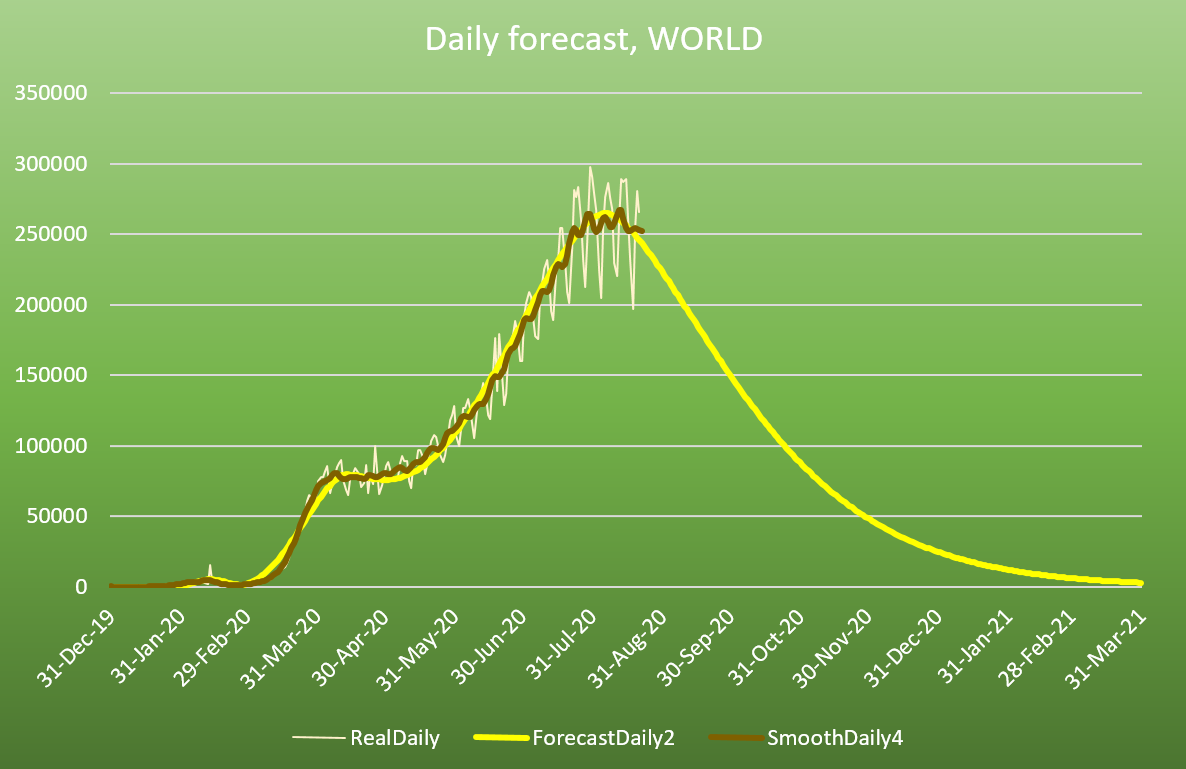 Daily forecast, WORLD
350000
300000
250000
200000
150000
100000
50000
0
31-Dec-19
31-Jan-20
29-Feb-20
31-Mar-20
30-Apr-20
31-May-20
30-Jun-20
31-Jul-20
31-Aug-20
30-Sep-20
31-Oct-20
30-Nov-20
31-Dec-20
31-Jan-21
28-Feb-21
31-Mar-21
RealDaily ForecastDaily2 SmoothDaily4